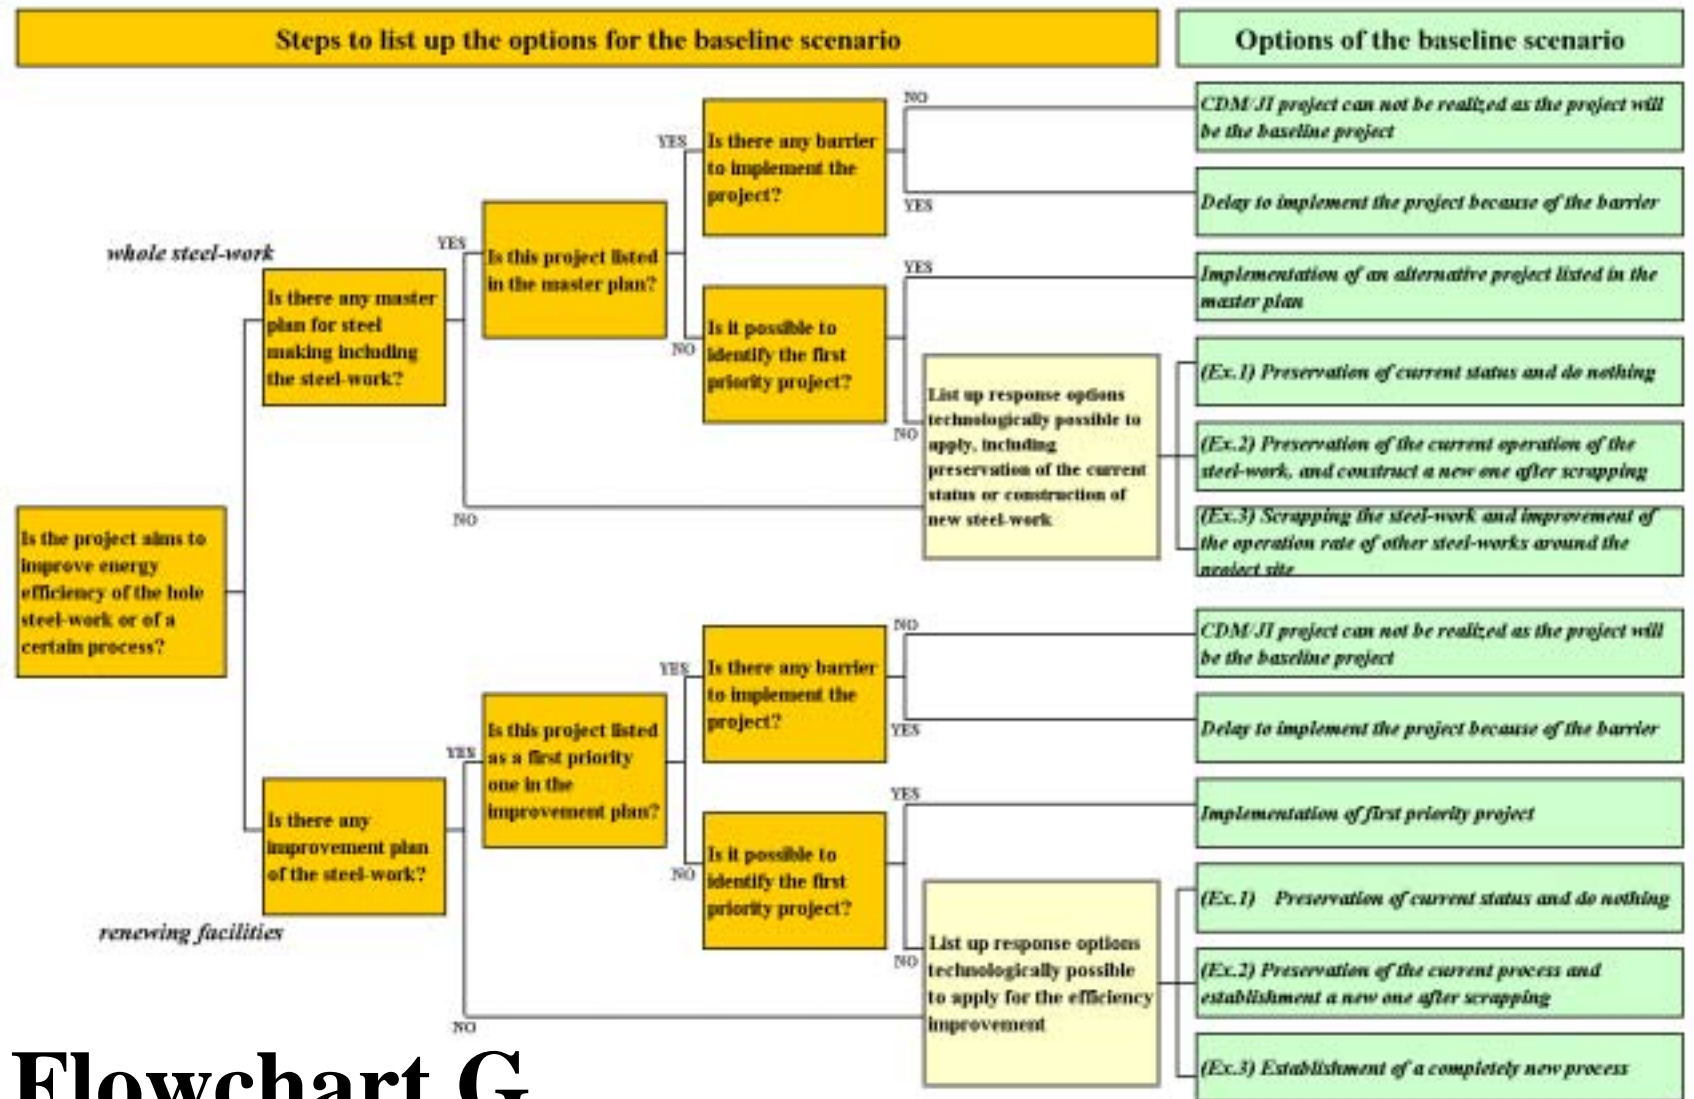 Steps to list up the options for the baseline scenario
Options of the baseline scenario
Is the project aims to
improve energy
efficiency of the hole
steel-work or of a
certain process?
whole steel-work
Is there any master
plan for steel
making including
the steel-work?
YES
NO
Is this project listed
in the master plan?
YES
NO
Is there any barrier
to implement the
project?
NO
YES
Is it possible to
identify the first
priority project?
YES
NO
List up response options
technologically possible to
apply, including
preservation of the current
status or construction of
new steel-work
CDM/JI project can not be realized as the project will
be the baseline project
Delay to implement the project because of the barrier
Implementation of an alternative project listed in the
master plan
(Ex.1) Preservation of current status and do nothing
(Ex.2) Preservation of the current operation of the
steel-work, and construct a new one after scrapping
(Ex.3) Scrapping the steel-work and improvement of
the operation rate of other steel-works around the
project site
renewing facilities
Is there any
improvement plan
of the steel-work?
YES
NO
Is this project listed
as a first priority
one in the
improvement plan?
YES
NO
Is there any barrier
to implement the
project?
NO
YES
Is it possible to
identify the first
priority project?
YES
NO
List up response options
technologically possible
to apply for the efficiency
improvement
CDM/JI project can not be realized as the project will
be the baseline project
Delay to implement the project because of the barrier
Implementation of first priority project
(Ex.1) Preservation of current status and do nothing
(Ex.2) Preservation of the current process and
establishment a new one after scrapping
(Ex.3) Establishment of a completely new process
Flowchart G